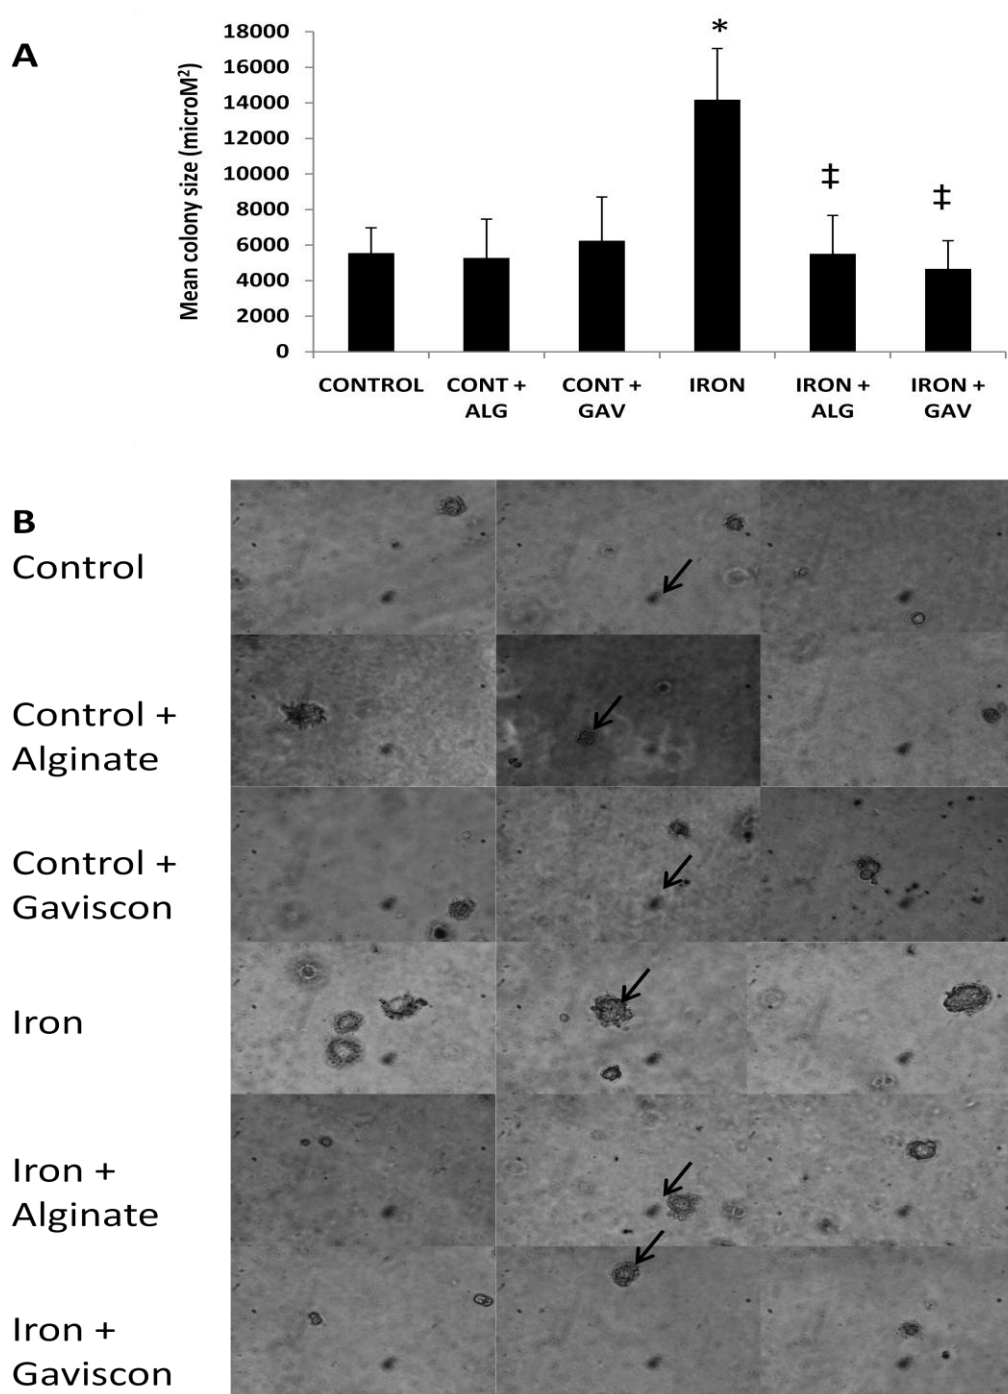 A
Mean colony size (microM²)
18000
16000
14000
12000
10000
8000
6000
4000
2000
0
*
‡
‡
CONTROL
CONT +
ALG
CONT +
GAV
IRON
IRON +
ALG
IRON +
GAV
B
Control
Control +
Alginate
Control +
Gaviscon
Iron
Iron +
Alginate
Iron +
Gaviscon